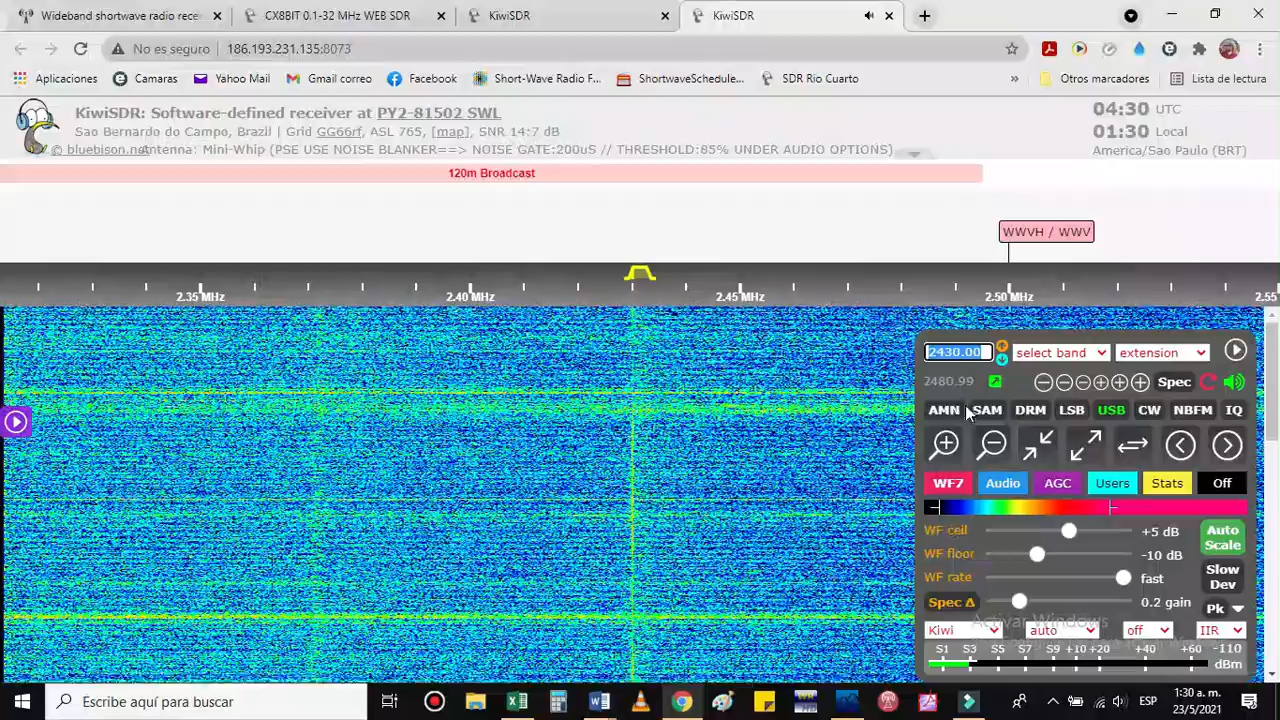 Wideband shortwave radio rece
CX8BIT 0.1-32 MHz WEB SDR
KiwiSDR
KiwiSDR
No es seguro
186.193.231.135:8073
Aplicaciones
Camaras
Yahoo Mail
Gmail correo
Facebook
Short-Wave Radio F...
ShortwaveSchedule...
SDR Rio Cuarto
»
Otros marcadores
Lista de lectura
KiwiSDR: Software-defined receiver at PY2-81502 SWL
Sao Bernardo do Campo, Brazil | Grid GG66rf, ASL 765, [map], SNR 14:7 dB
© bluebison.net
Antenna: Mini-Whip (PSE USE NOISE BLANKER==> NOISE GATE:200uS // THRESHOLD:85% UNDER AUDIO OPTIONS)
04:30 UTC
01:30 Local
America/Sao Paulo (BRT)
120m Broadcast
WWVH / WWV
2.35 MHz
2.40 MHz
2.45 MHz
2.50 MHz
2.55
2430.00
select band
extension
2480.99
Spec
AMN SAM DRM LSB USB CW NBFM IQ
WF7 Audio AGC Users Stats Off
WF ceil +5 dB
Auto Scale
WF floor -10 dB
WF rate fast
Slow Dev
Spec Δ 0.2 gain
Pk
Activar Windows
Kiwi auto off IIR
S1 S3 S5 S7 S9 +10 +20 +40 +60 -110 dBm
Escribe aquí para buscar
ESP
1:30 a. m.
23/5/2021